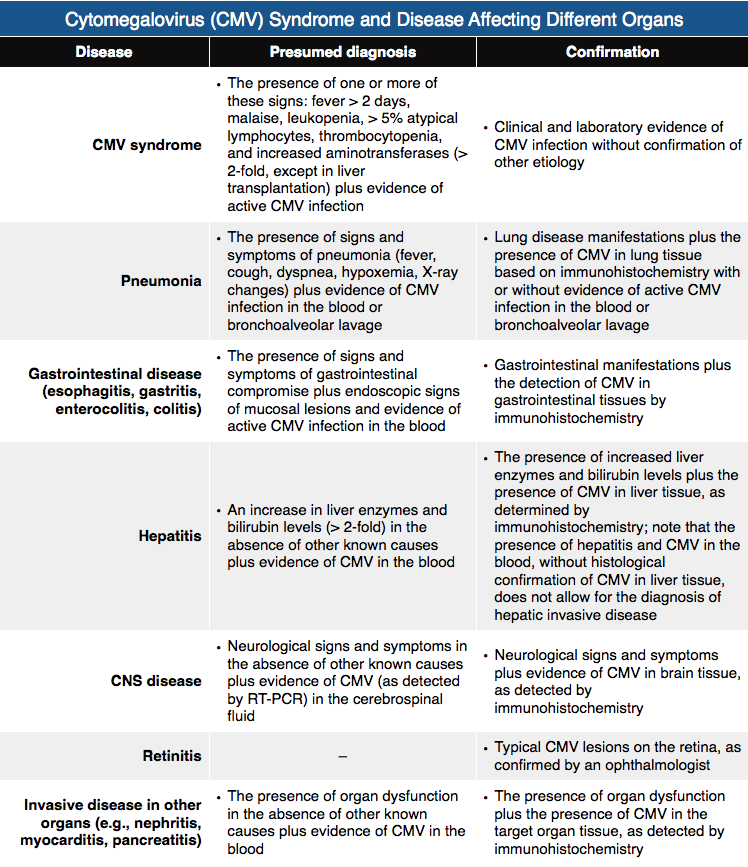 Cytomegalovirus (CMV) Syndrome and Disease Affecting Different Organs
Disease
Presumed diagnosis
Confirmation
CMV syndrome
• The presence of one or more of
these signs: fever > 2 days,
malaise, leukopenia, > 5% atypical
lymphocytes, thrombocytopenia,
and increased aminotransferases (>
2-fold, except in liver
transplantation) plus evidence of
active CMV infection
• Clinical and laboratory evidence of
CMV infection without confirmation of
other etiology
Pneumonia
• The presence of signs and
symptoms of pneumonia (fever,
cough, dyspnea, hypoxemia, X-ray
changes) plus evidence of CMV
infection in the blood or
bronchoalveolar lavage
• Lung disease manifestations plus the
presence of CMV in lung tissue
based on immunohistochemistry with
or without evidence of active CMV
infection in the blood or
bronchoalveolar lavage
Gastrointestinal disease
(esophagitis, gastritis,
enterocolitis, colitis)
• The presence of signs and
symptoms of gastrointestinal
compromise plus endoscopic signs
of mucosal lesions and evidence of
active CMV infection in the blood
• Gastrointestinal manifestations plus
the detection of CMV in
gastrointestinal tissues by
immunohistochemistry
Hepatitis
• An increase in liver enzymes and
bilirubin levels (> 2-fold) in the
absence of other known causes
plus evidence of CMV in the blood
• The presence of increased liver
enzymes and bilirubin levels plus the
presence of CMV in liver tissue, as
determined by
immunohistochemistry; note that the
presence of hepatitis and CMV in the
blood, without histological
confirmation of CMV in liver tissue,
does not allow for the diagnosis of
hepatic invasive disease
CNS disease
• Neurological signs and symptoms in
the absence of other known causes
plus evidence of CMV (as detected
by RT-PCR) in the cerebrospinal
fluid
• Neurological signs and symptoms
plus evidence of CMV in brain tissue,
as detected by
immunohistochemistry
Retinitis
–
• Typical CMV lesions on the retina, as
confirmed by an ophthalmologist
Invasive disease in other
organs (e.g., nephritis,
myocarditis, pancreatitis)
• The presence of organ dysfunction
in the absence of other known
causes plus evidence of CMV in the
blood
• The presence of organ dysfunction
plus the presence of CMV in the
target organ tissue, as detected by
immunohistochemistry